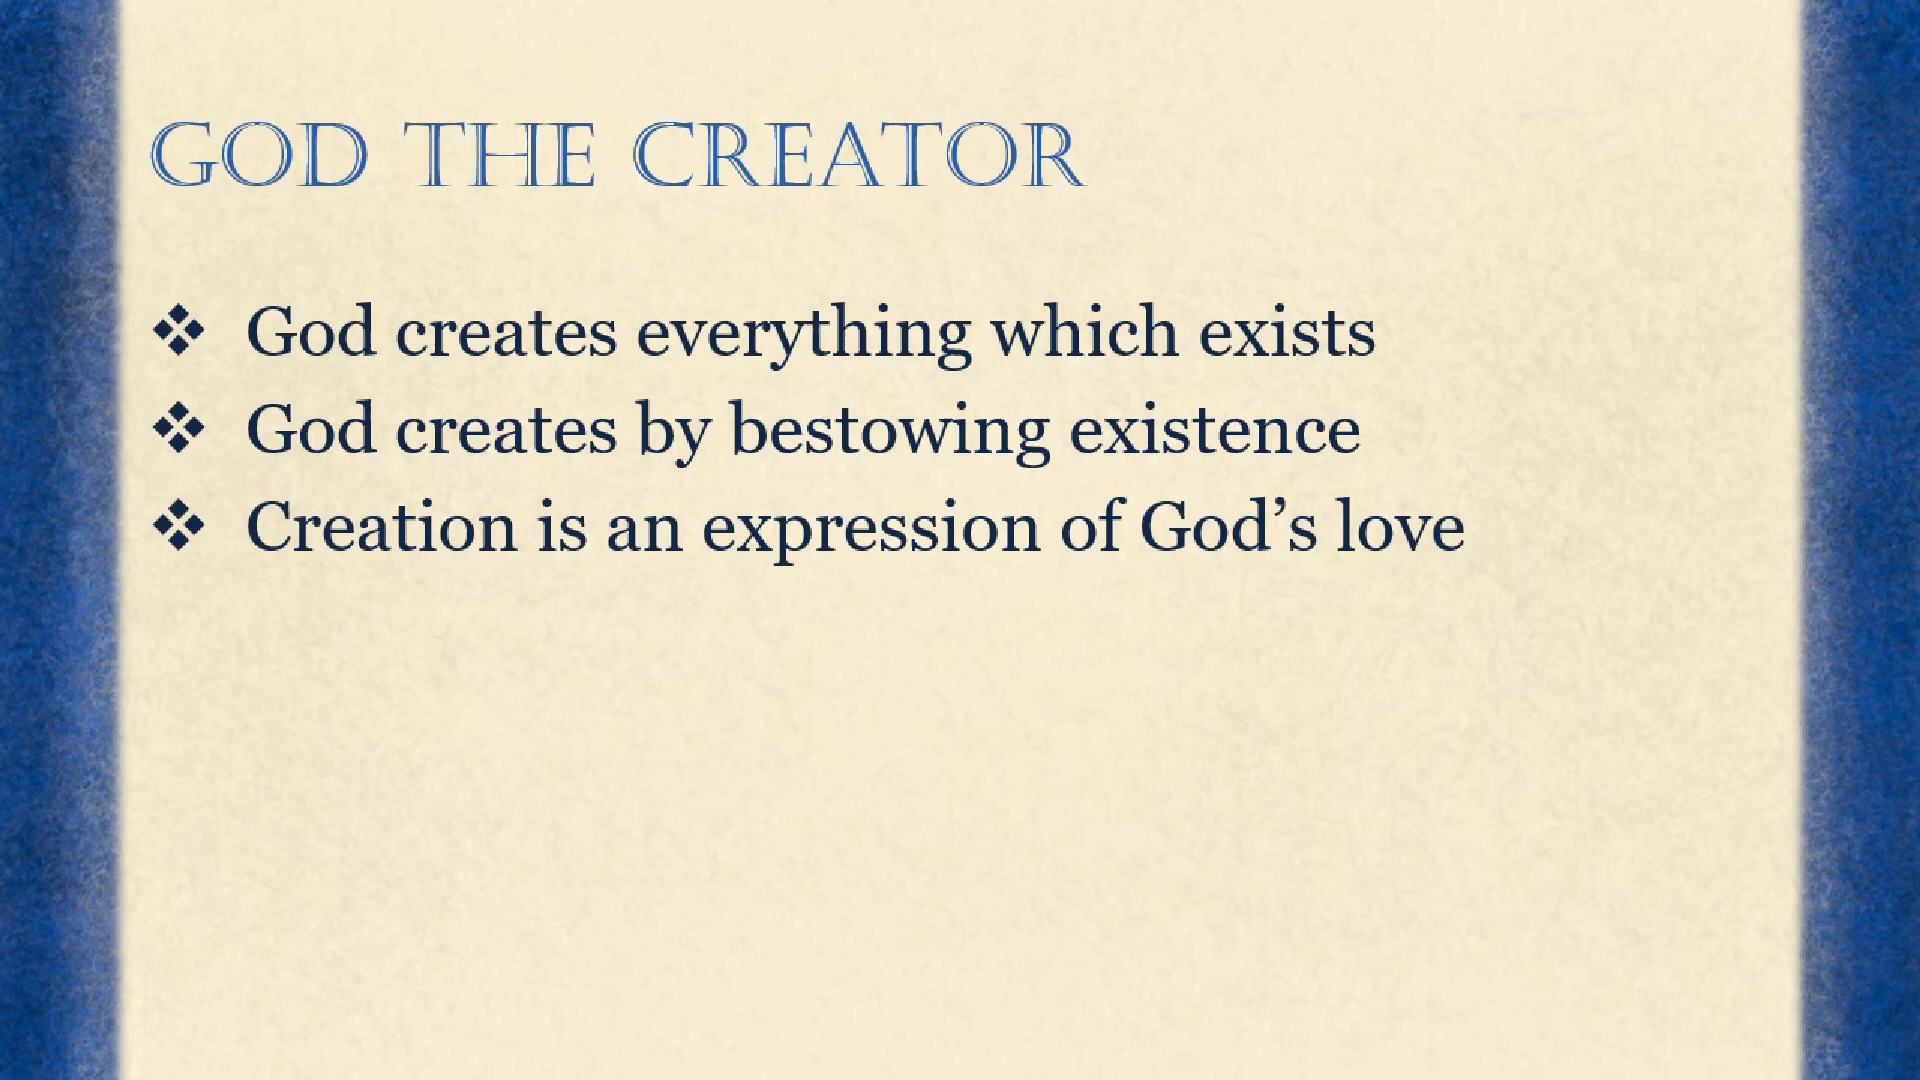 GOD THE CREATOR
❖ God creates everything which exists
❖ God creates by bestowing existence
❖ Creation is an expression of God’s love